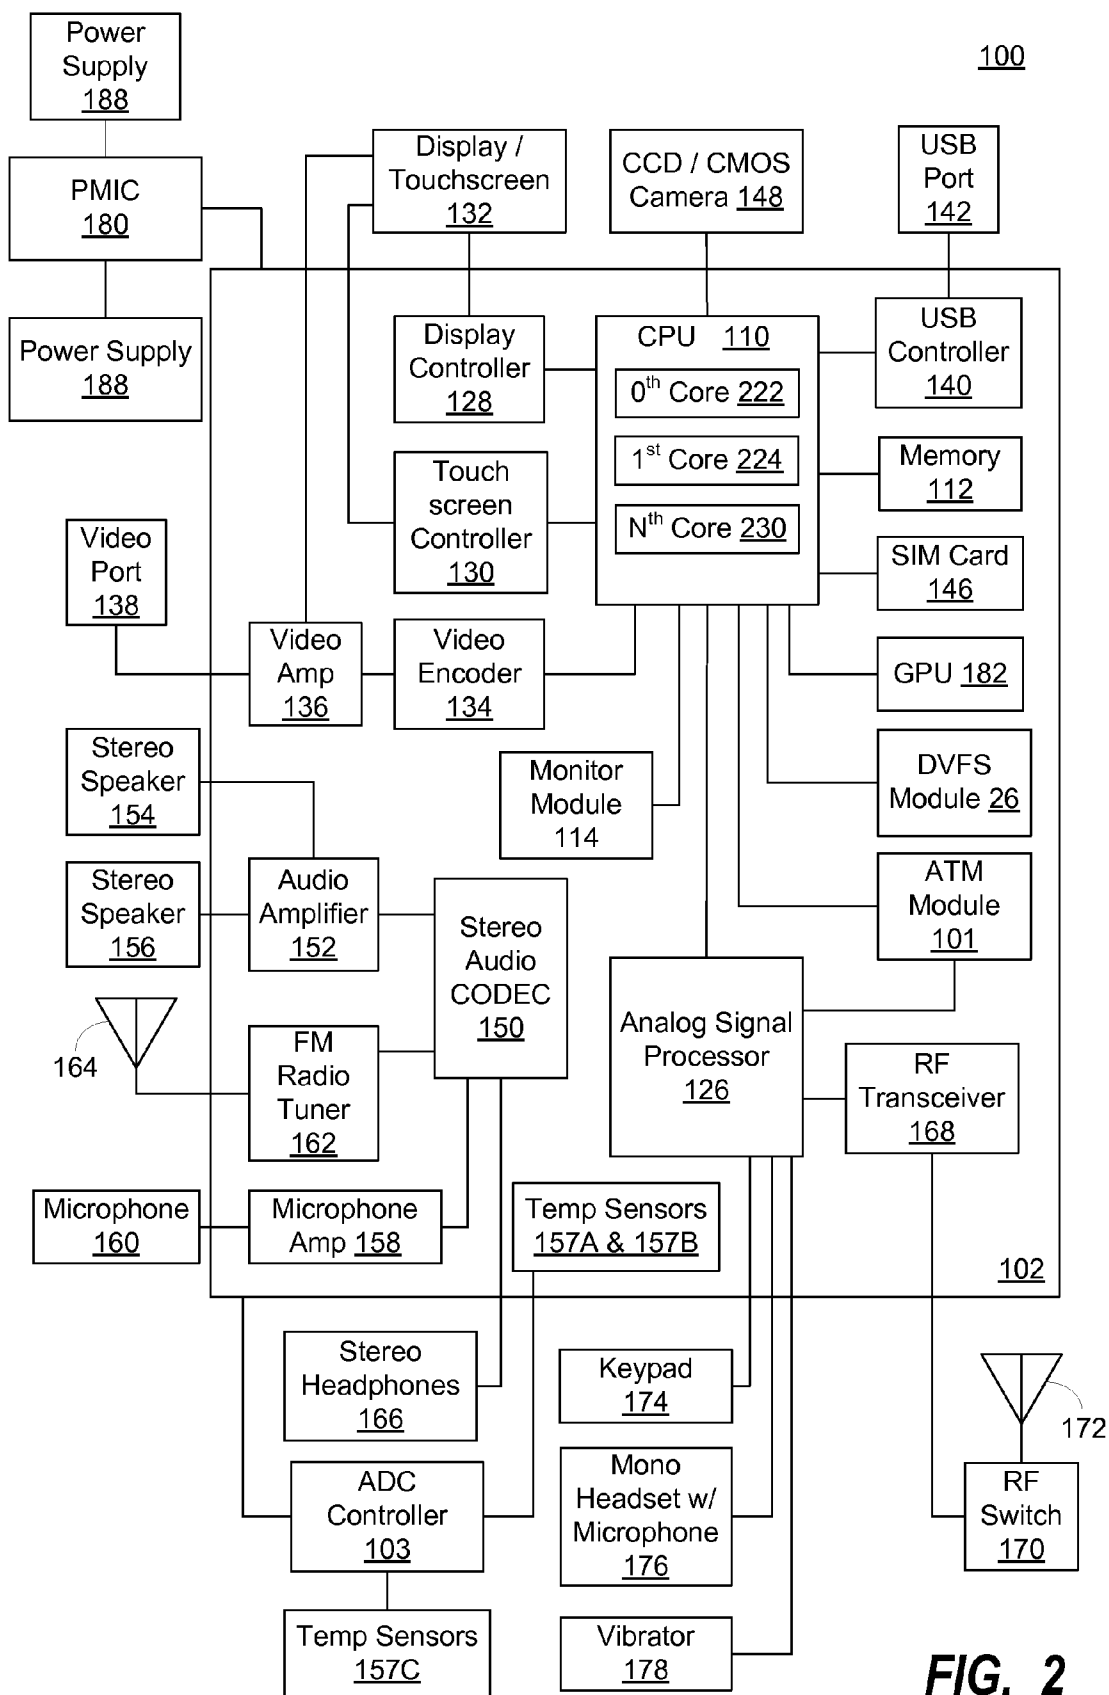 Power
Supply
188
100
PMIC
180
Display /
Touchscreen
132
CCD / CMOS
Camera 148
USB
Port
142
Power Supply
188
Display
Controller
128
CPU 110
0th Core 222
1st Core 224
Nth Core 230
USB
Controller
140
Touch
screen
Controller
130
Memory
112
Video
Port
138
SIM Card
146
Video
Amp
136
Video
Encoder
134
GPU 182
Stereo
Speaker
154
Monitor
Module
114
DVFS
Module 26
Stereo
Speaker
156
Audio
Amplifier
152
Stereo
Audio
CODEC
150
ATM
Module
101
164
FM
Radio
Tuner
162
Analog Signal
Processor
126
RF
Transceiver
168
Microphone
160
Microphone
Amp 158
Temp Sensors
157A & 157B
102
Stereo
Headphones
166
Keypad
174
172
ADC
Controller
103
Mono
Headset w/
Microphone
176
RF
Switch
170
Temp Sensors
157C
Vibrator
178
FIG. 2